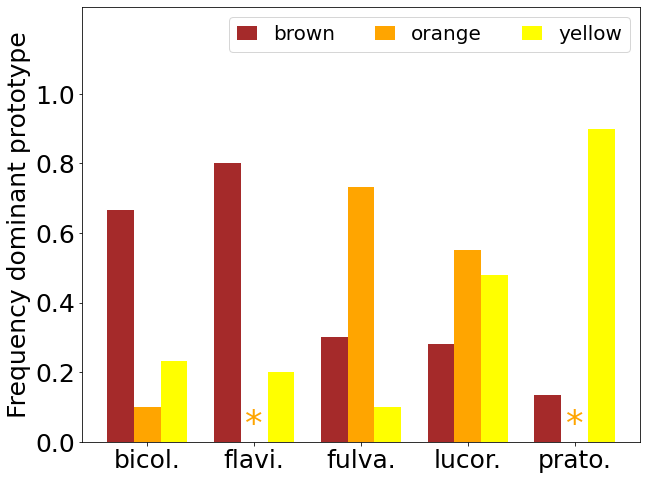 brown orange yellow
Frequency dominant prototype
1.0
0.8
0.6
0.4
0.2
0.0
* *
bicol. flavi. fulva. lucor. prato.